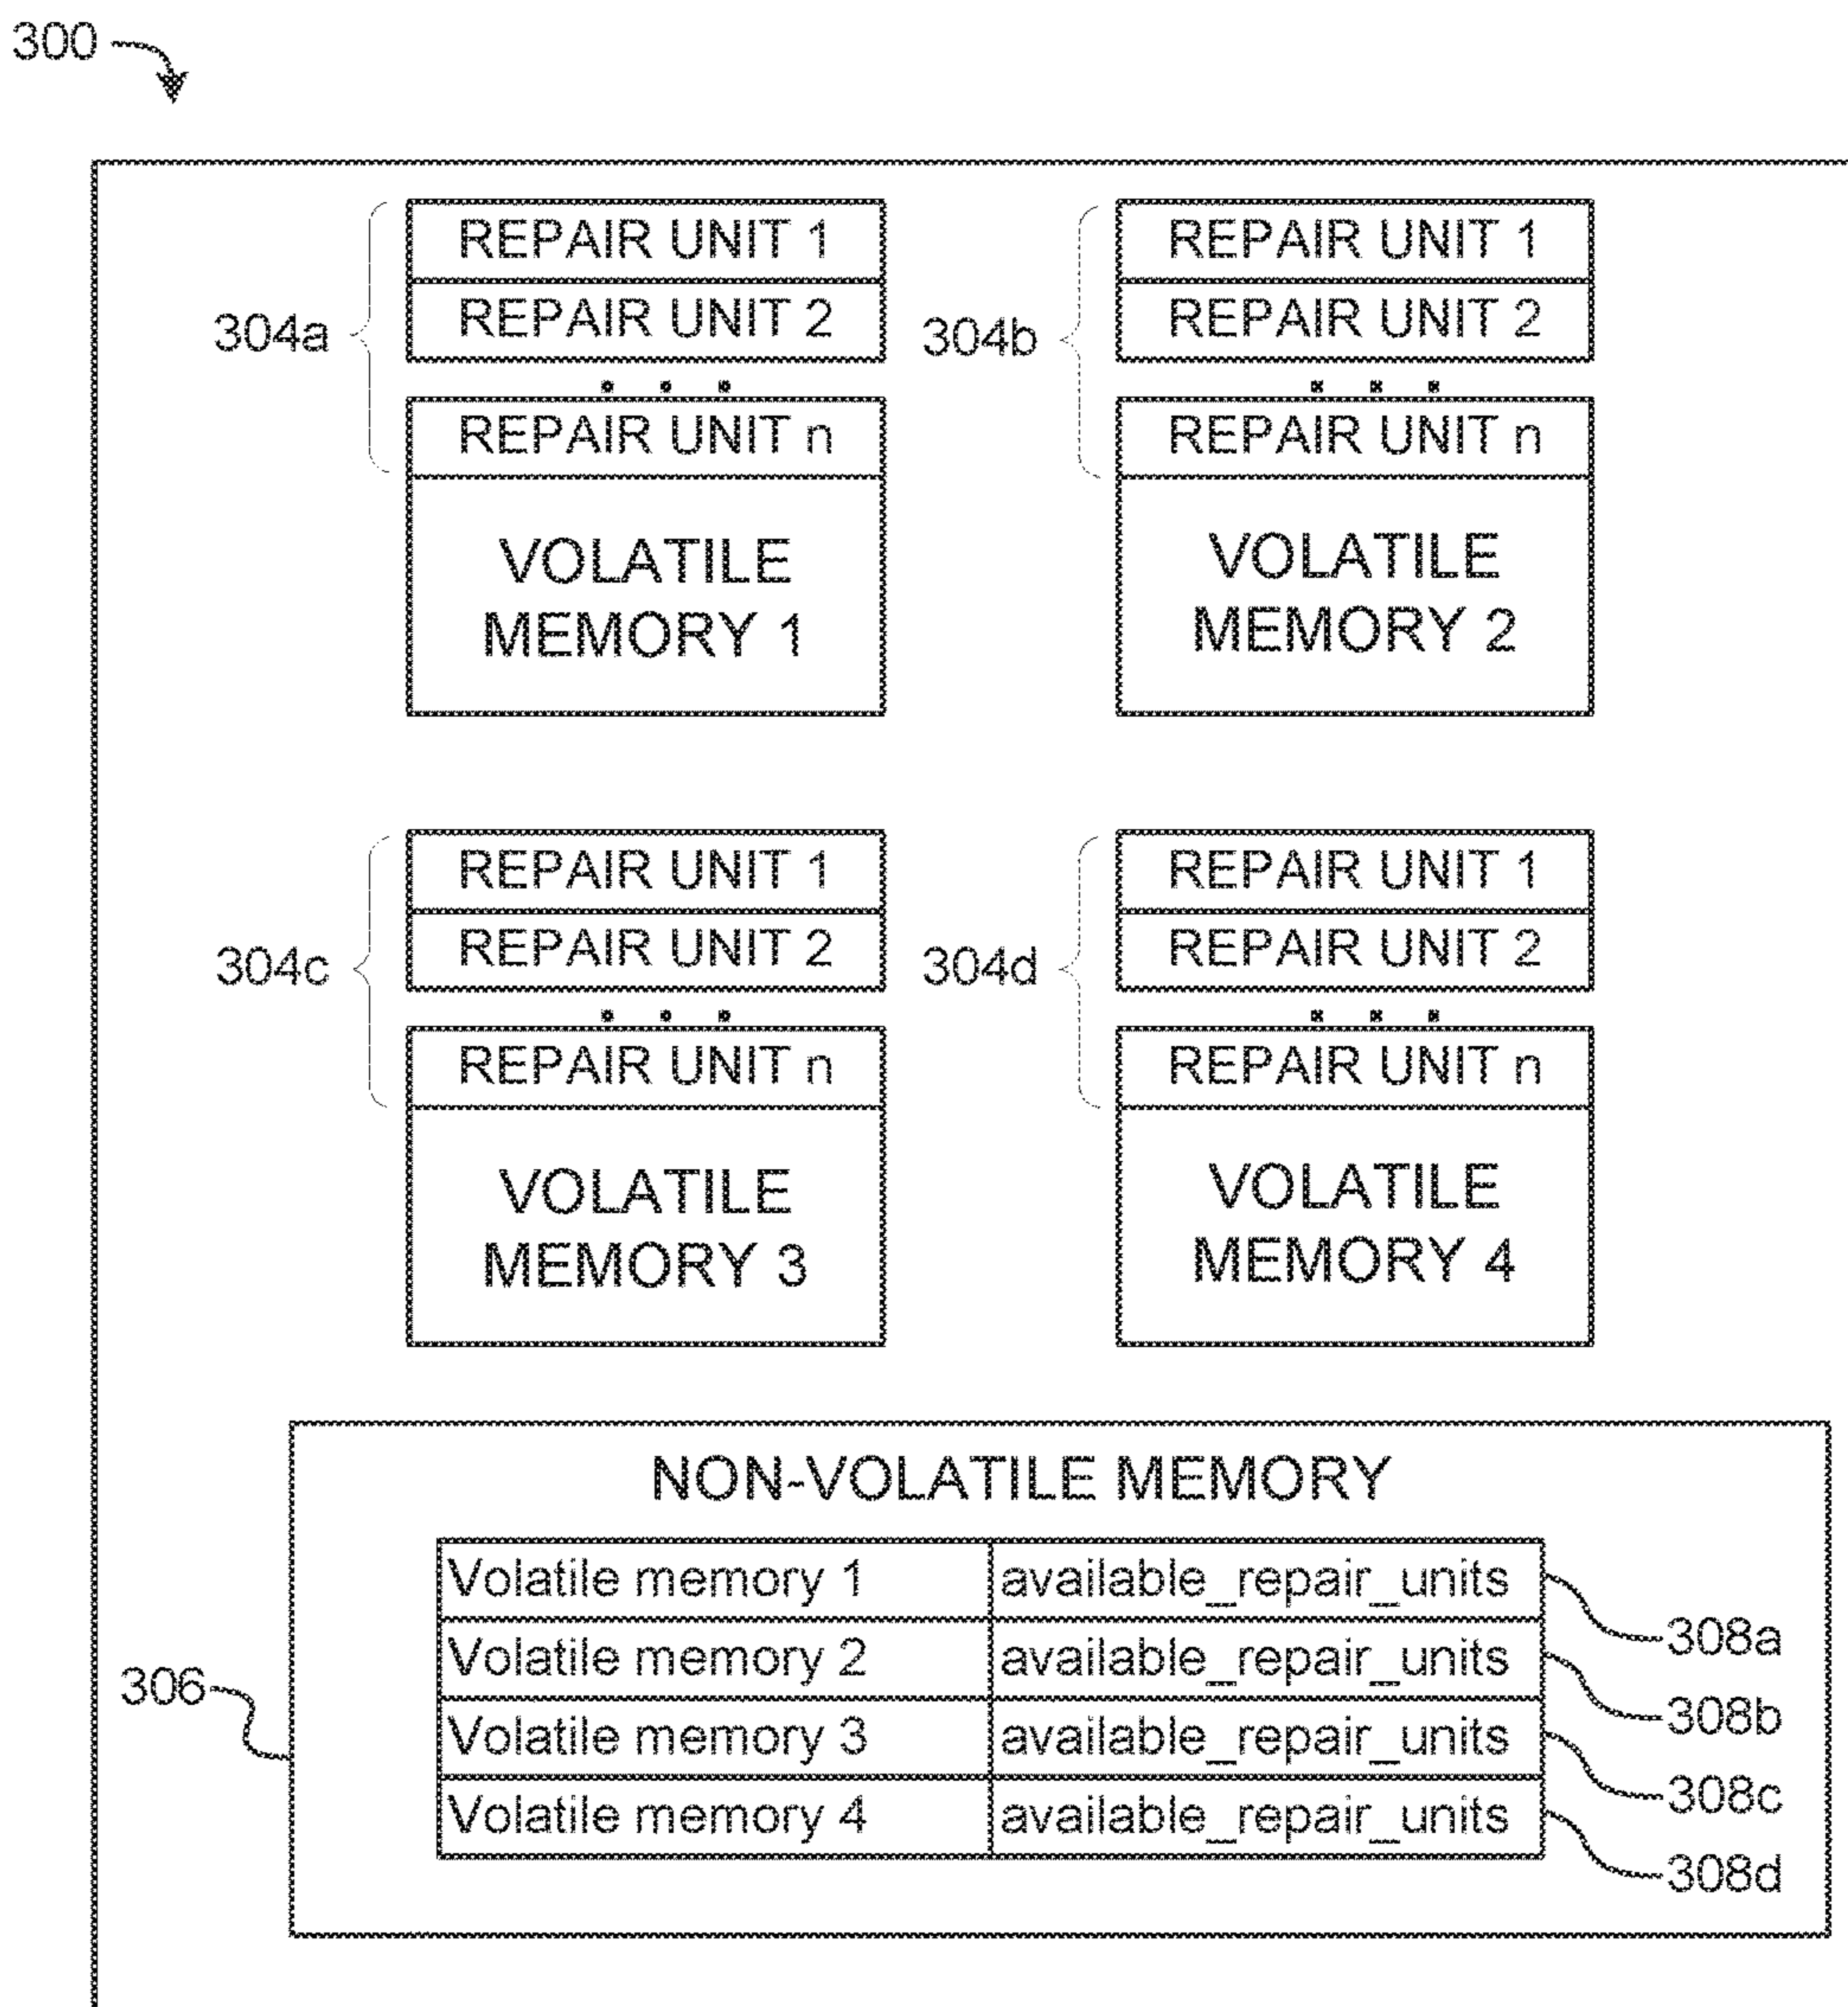 300
REPAIR UNIT 1
REPAIR UNIT 2
. . .
REPAIR UNIT n
VOLATILE
MEMORY 1
304a
REPAIR UNIT 1
REPAIR UNIT 2
. . .
REPAIR UNIT n
VOLATILE
MEMORY 2
304b
REPAIR UNIT 1
REPAIR UNIT 2
. . .
REPAIR UNIT n
VOLATILE
MEMORY 3
304c
REPAIR UNIT 1
REPAIR UNIT 2
. . .
REPAIR UNIT n
VOLATILE
MEMORY 4
304d
NON-VOLATILE MEMORY
Volatile memory 1 available_repair_units
Volatile memory 2 available_repair_units
Volatile memory 3 available_repair_units
Volatile memory 4 available_repair_units
306
308a
308b
308c
308d